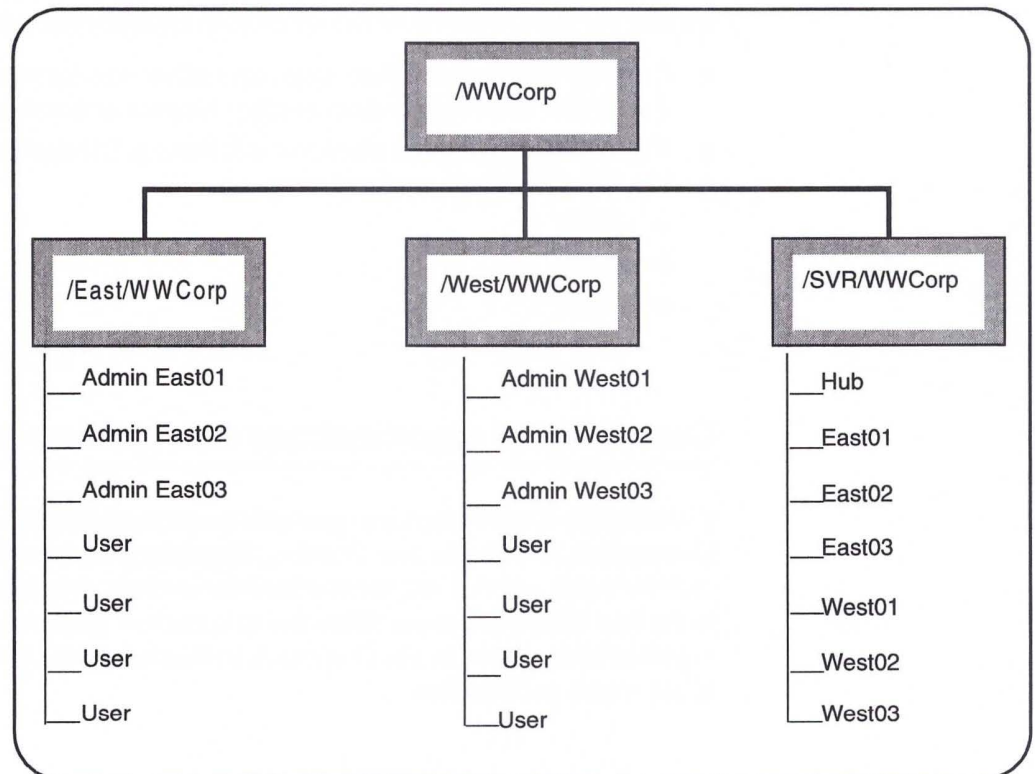 /WWCorp
/East/WWCorp
/West/WWCorp
/SVR/WWCorp
Admin East01
Admin East02
Admin East03
User
User
User
User
Admin West01
Admin West02
Admin West03
User
User
User
User
Hub
East01
East02
East03
West01
West02
West03